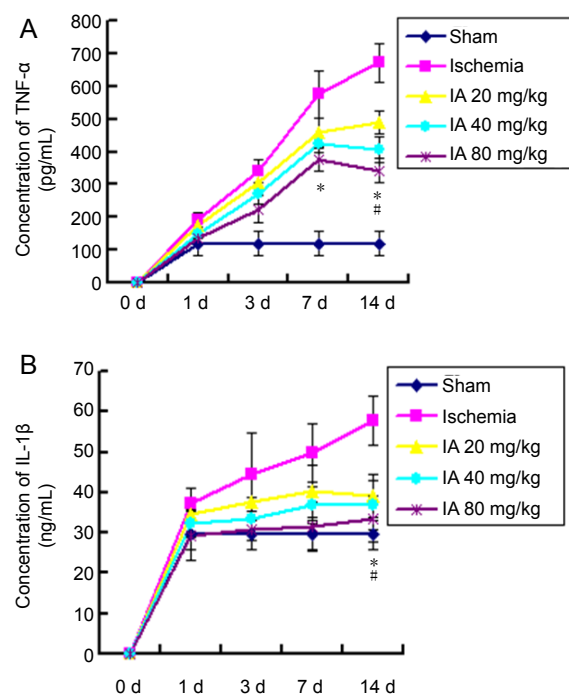 A
Concentration of TNF-α
(pg/mL)
800
700
600
500
400
300
200
100
0
0 d 1 d 3 d 7 d 14 d
*
*
#
Sham
Ischemia
IA 20 mg/kg
IA 40 mg/kg
IA 80 mg/kg
B
Concentration of IL-1β
(ng/mL)
70
60
50
40
30
20
10
0
0 d 1 d 3 d 7 d 14 d
*
#
Sham
Ischemia
IA 20 mg/kg
IA 40 mg/kg
IA 80 mg/kg